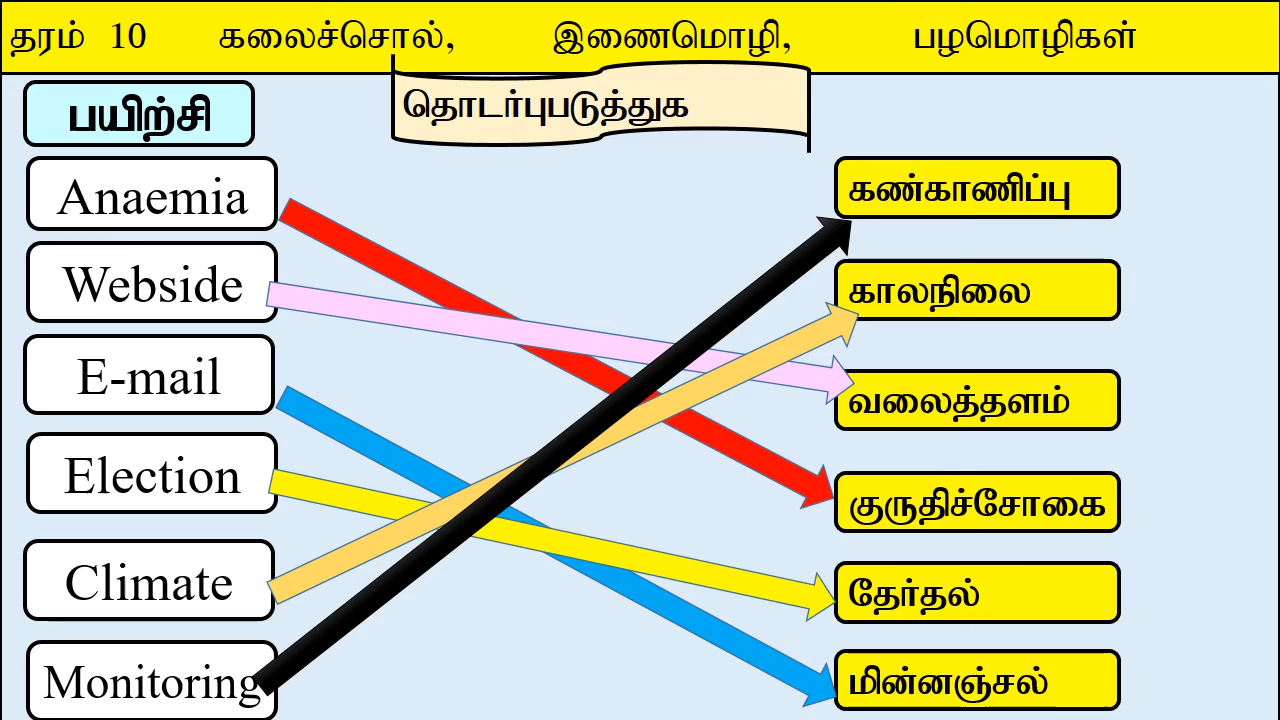 தரம் 10 கலைச்சொல், இணைமொழி, பழமொழிகள்
தொடர்புபடுத்துக
பயிற்சி
Anaemia
Webside
E-mail
Election
Climate
Monitoring
கண்காணிப்பு
காலநிலை
வலைத்தளம்
குருதிச்சோகை
தேர்தல்
மின்னஞ்சல்